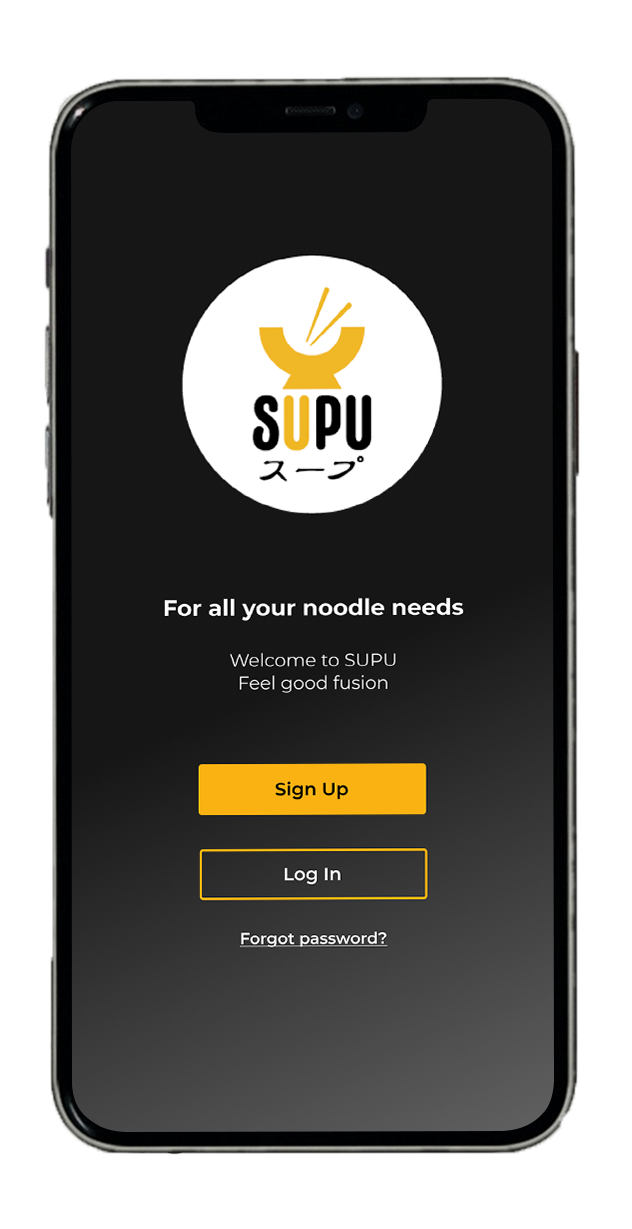 SUPU
スープ
For all your noodle needs
Welcome to SUPU
Feel good fusion
Sign Up
Log In
Forgot password?